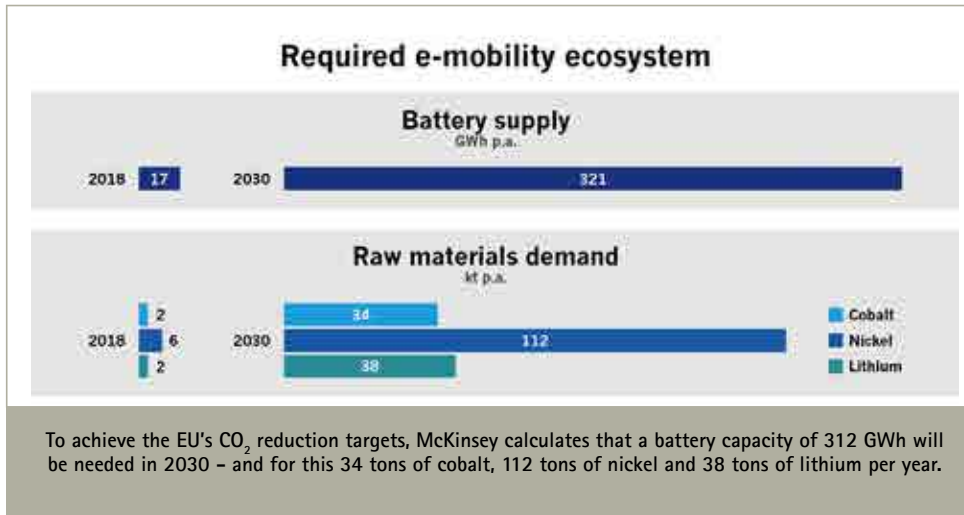 Required e-mobility ecosystem
Battery supply
GWh p.a.
2018 17 2030 321
Raw materials demand
kt p.a.
2 34 Cobalt
2018 6 2030 112 Nickel
2 38 Lithium
To achieve the EU's CO₂ reduction targets, McKinsey calculates that a battery capacity of 312 GWh will
be needed in 2030 – and for this 34 tons of cobalt, 112 tons of nickel and 38 tons of lithium per year.